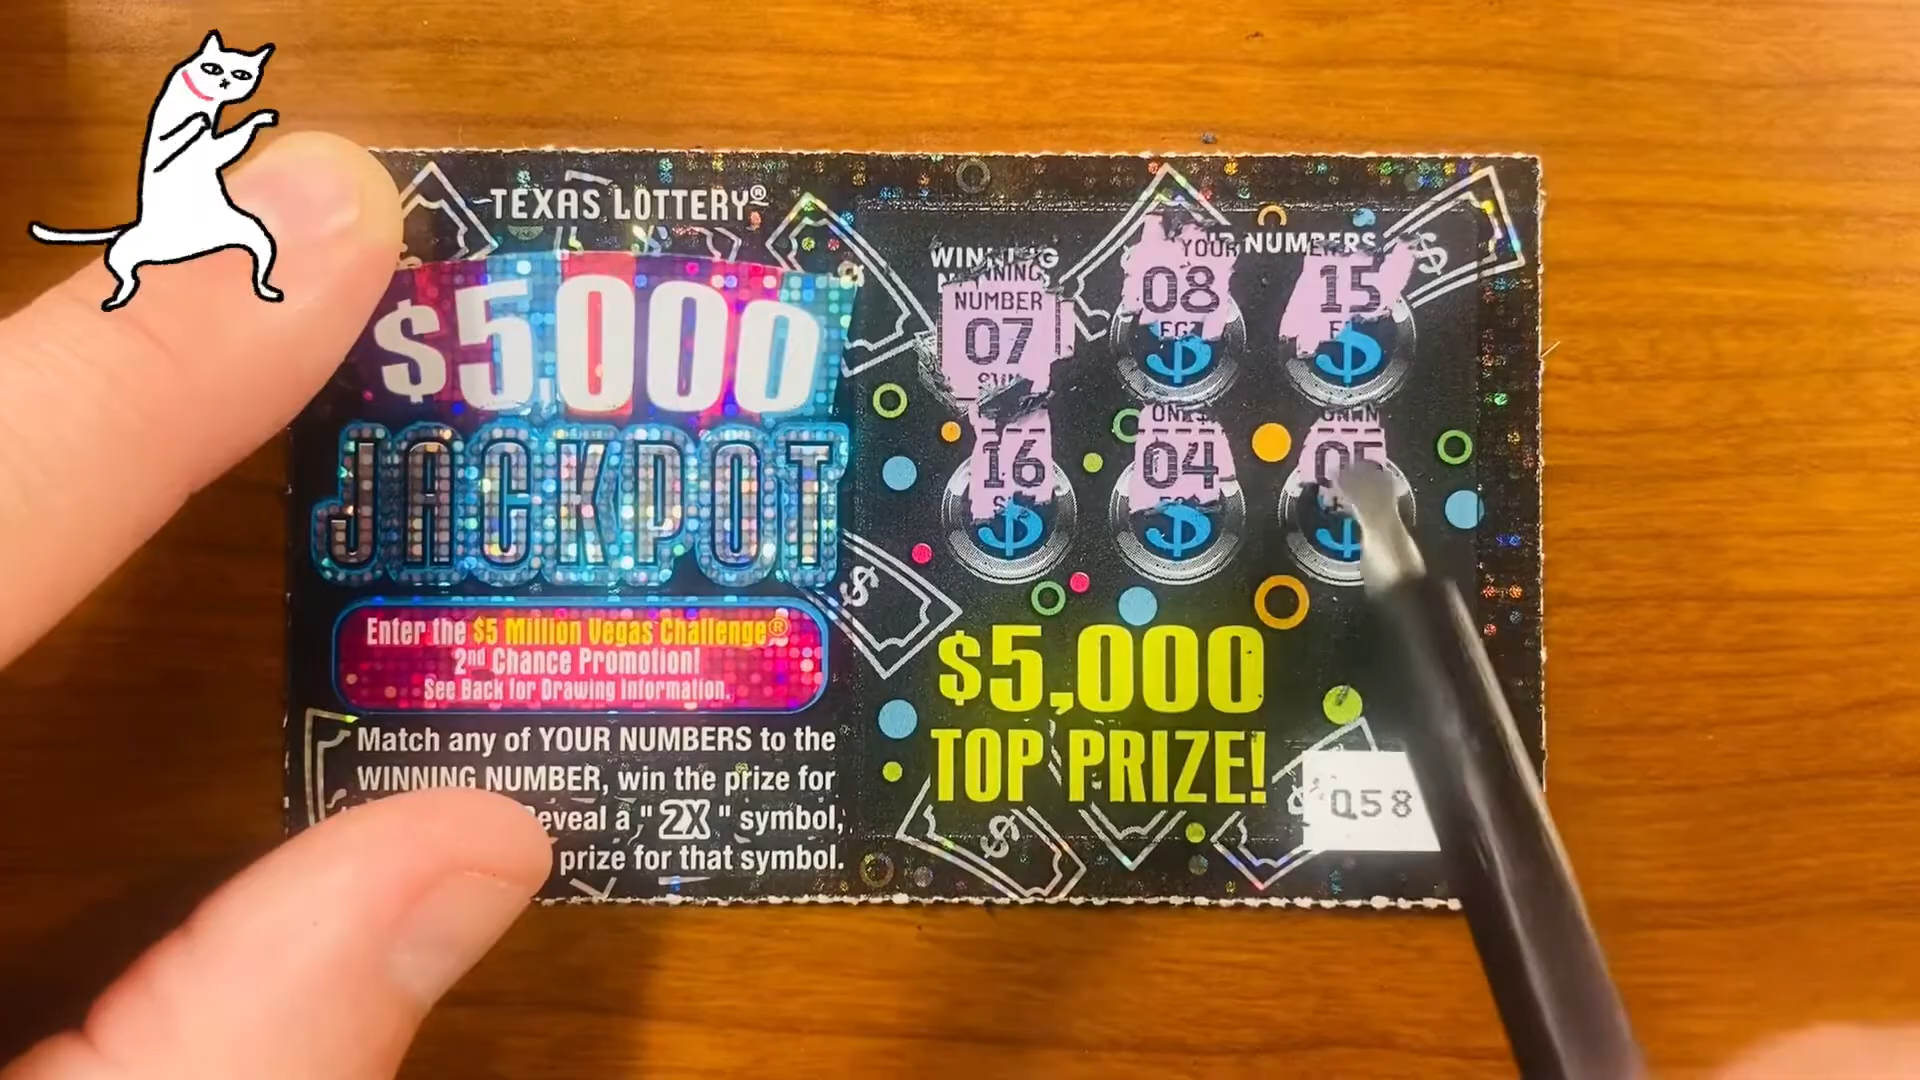 TEXAS LOTTERY®
$5,000
JACKPOT
Enter the $5 Million Vegas Challenge®
2nd Chance Promotion!
See Back for Drawing Information.
Match any of YOUR NUMBERS to the
WINNING NUMBER, win the prize for
eveal a "2X" symbol,
prize for that symbol.
WINNING
NUMBER
07
YOUR NUMBERS
08
15
16
04
05
$5,000
TOP PRIZE!
058